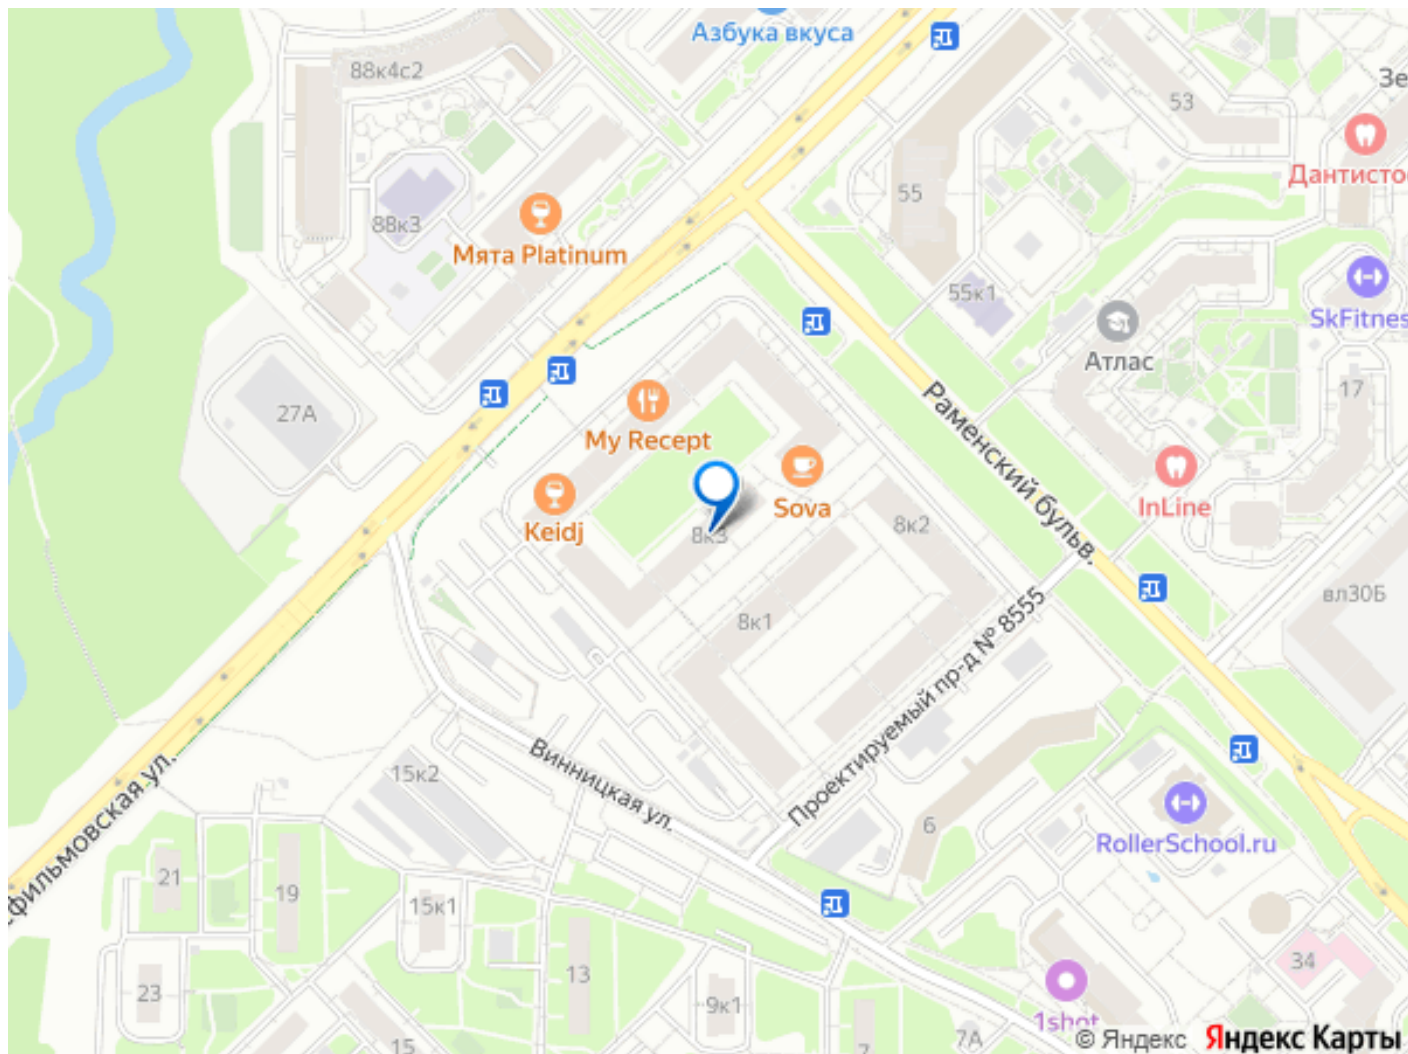 Азбука вкуса
88к4с2
53
Зе
Дантистос
55
88к3
Мята Platinum
55к1
SkFitnes
Атлас
17
27А
My Recept
Раменский бульв.
Sova
InLine
Keidj
8к3
8к2
вл30Б
8к1
Проектируемый пр-д № 8555
Винницкая ул.
15к2
фильмовская ул.
6
RollerSchool.ru
21
19
15к1
13
34
23
9к1
1shot
7А
15
7
© Яндекс Яндекс Карты